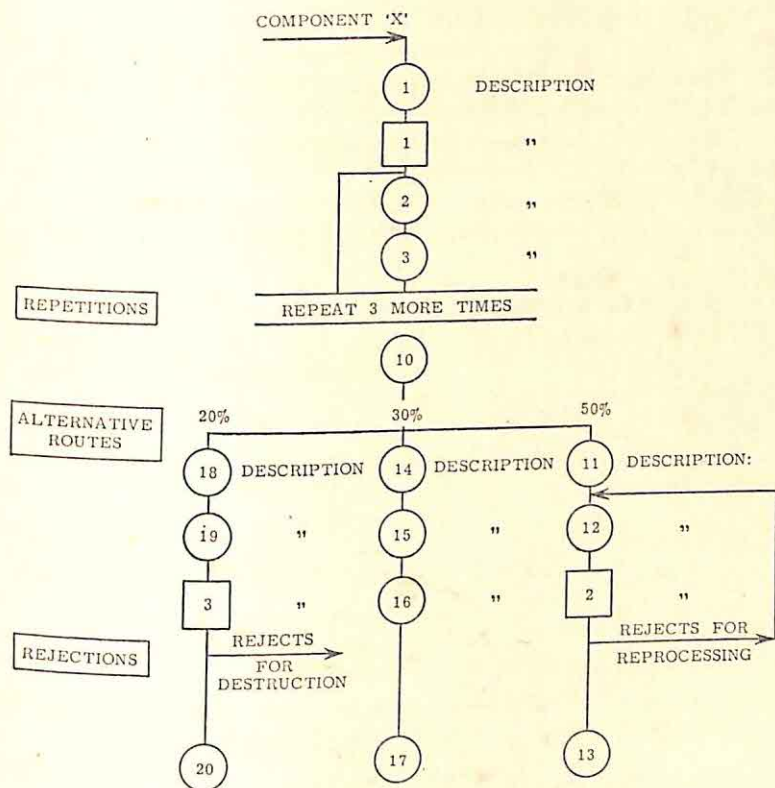 COMPONENT 'X'
1 DESCRIPTION
1 "
2 "
3 "
REPETITIONS
REPEAT 3 MORE TIMES
10
ALTERNATIVE
ROUTES
20% 30% 50%
18 DESCRIPTION 14 DESCRIPTION 11 DESCRIPTION:
19 " 15 " 12 "
3 " 16 " 2 "
REJECTIONS
REJECTS
FOR
DESTRUCTION
REJECTS FOR
REPROCESSING
20 17 13